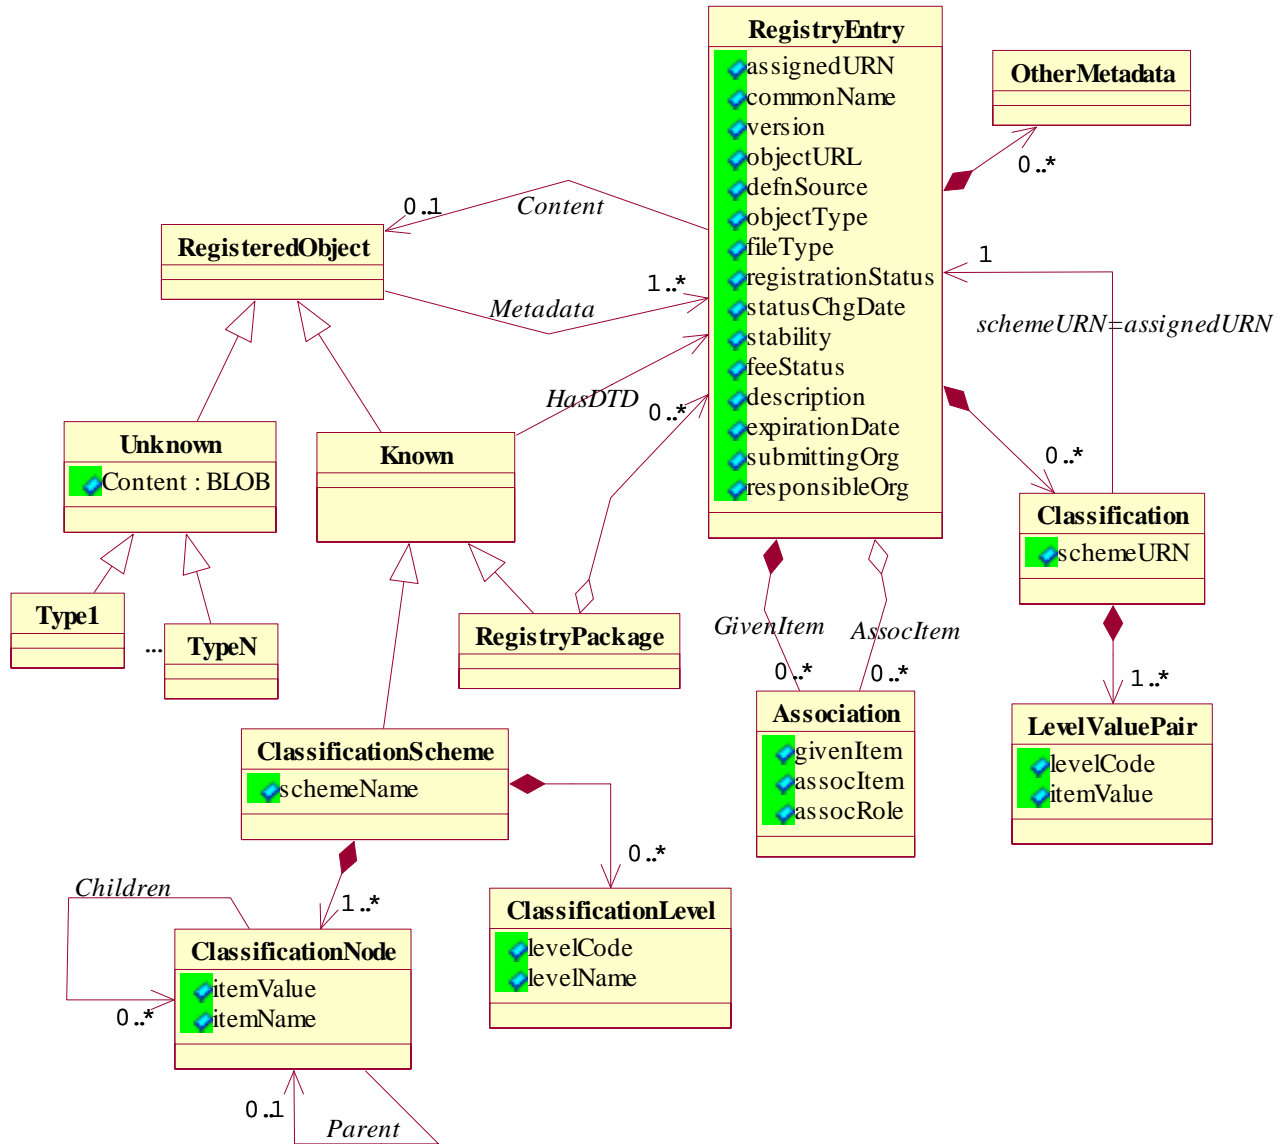 RegistryEntry
assignedURN
commonName
version
objectURL
defnSource
objectType
fileType
registrationStatus
statusChgDate
stability
feeStatus
description
expirationDate
submittingOrg
responsibleOrg
OtherMetadata
0..*
Content
0..1
RegisteredObject
Metadata
1..*
1
schemeURN=assignedURN
HasDTD
0..*
Unknown
Content : BLOB
Known
0..*
Classification
schemeURN
Type1
...
TypeN
RegistryPackage
GivenItem
AssocItem
0..*
0..*
1..*
Association
givenItem
assocItem
assocRole
LevelValuePair
levelCode
itemValue
ClassificationScheme
schemeName
0..*
Children
1..*
ClassificationLevel
levelCode
levelName
ClassificationNode
itemValue
itemName
0..*
0..1
Parent